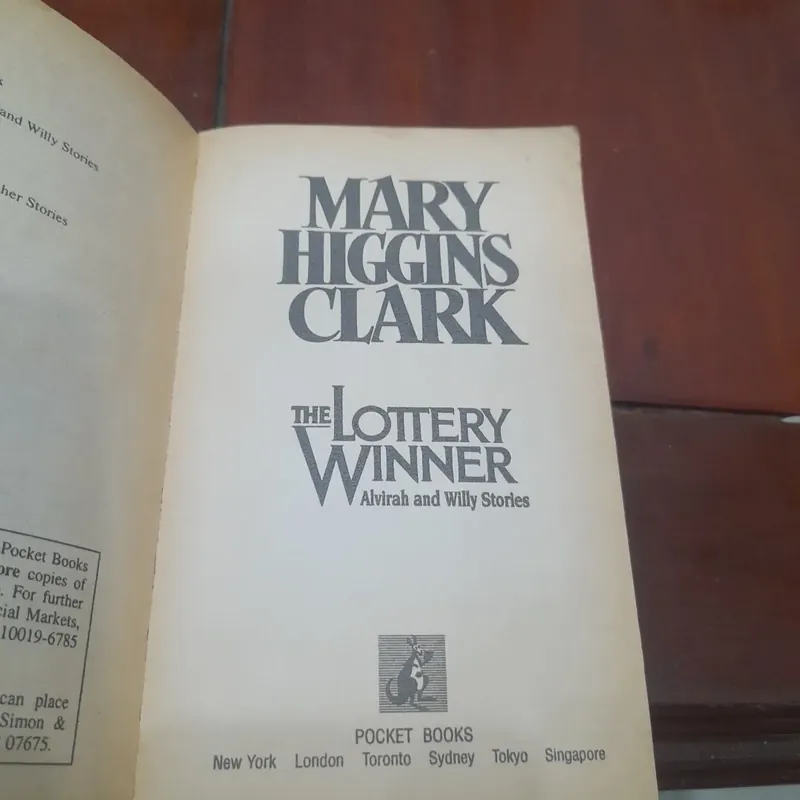 and Willy Stories
her Stories
Pocket Books
ore copies of
. For further
cial Markets,
10019-6785
can place
Simon &
07675.
MARY
HIGGINS
CLARK
THE LOTTERY
WINNER
Alvirah and Willy Stories
POCKET BOOKS
New York London Toronto Sydney Tokyo Singapore